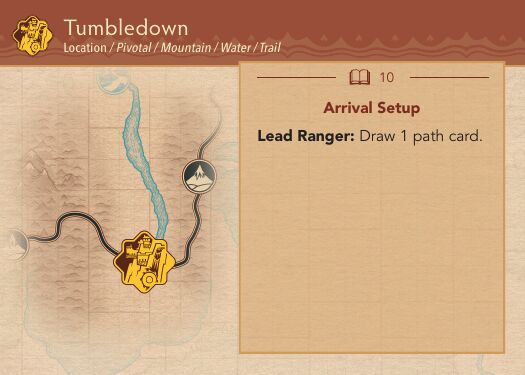 Tumbledown
Location / Pivotal / Mountain / Water / Trail
10
Arrival Setup
Lead Ranger: Draw 1 path card.